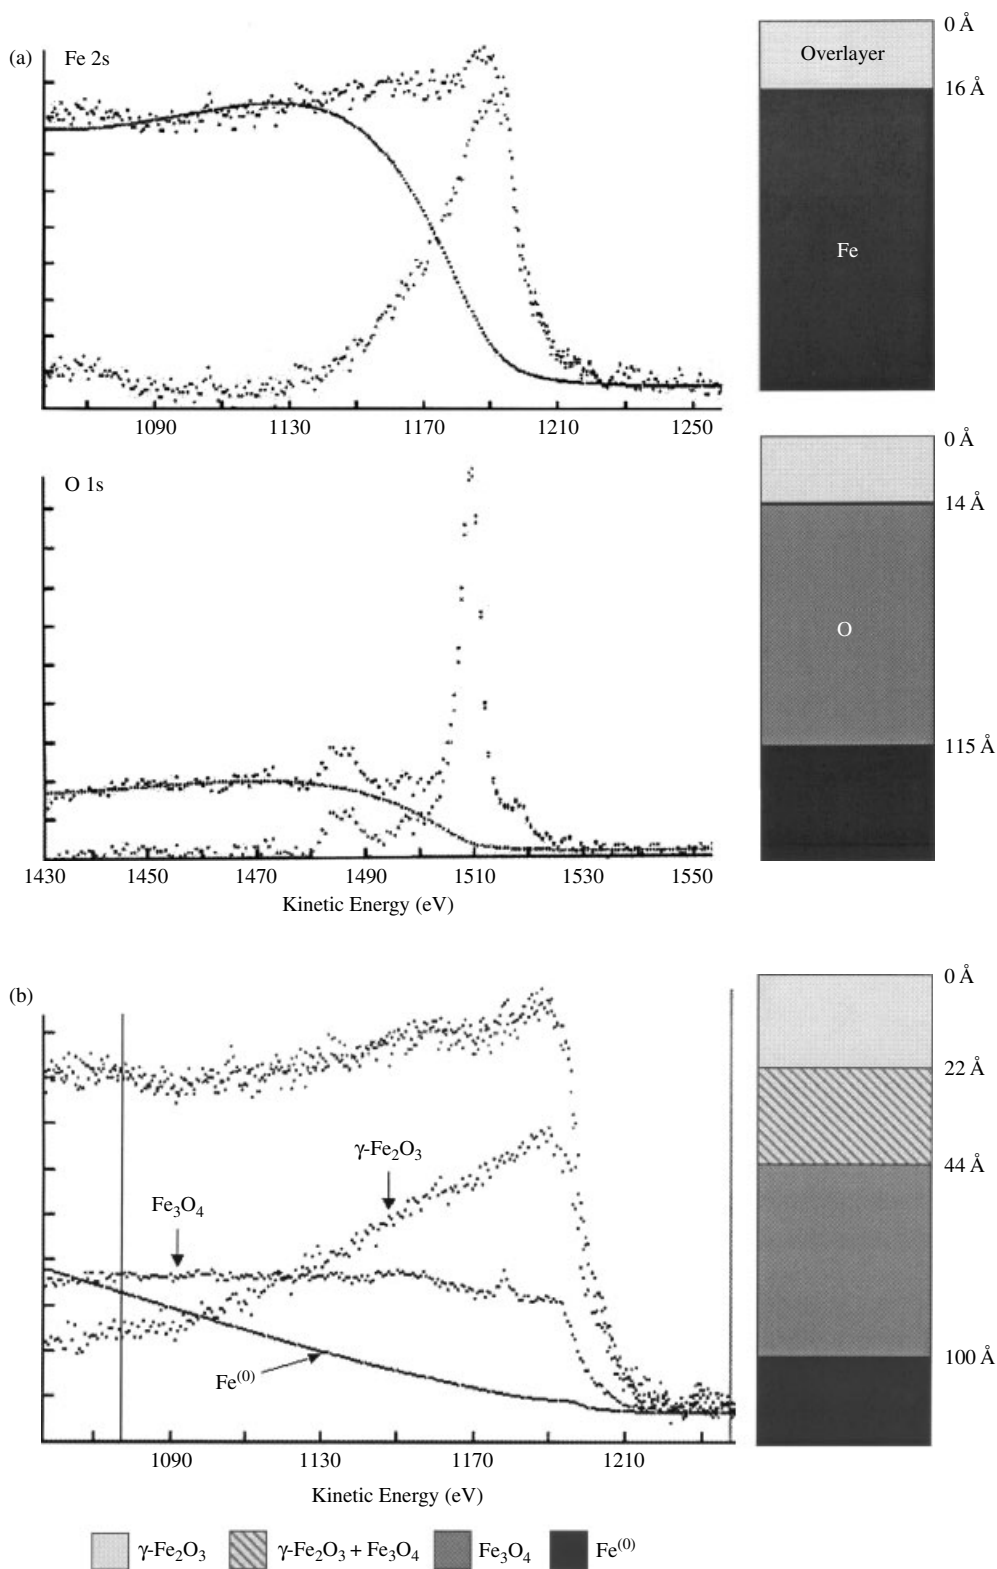 (a)
Fe 2s
Overlayer
0 Å
16 Å
Fe
1090 1130 1170 1210 1250
O 1s
0 Å
14 Å
O
115 Å
1430 1450 1470 1490 1510 1530 1550
Kinetic Energy (eV)
(b)
0 Å
22 Å
44 Å
100 Å
γ-Fe₂O₃
Fe₃O₄
Fe⁽⁰⁾
1090 1130 1170 1210
Kinetic Energy (eV)
γ-Fe₂O₃ γ-Fe₂O₃ + Fe₃O₄ Fe₃O₄ Fe⁽⁰⁾